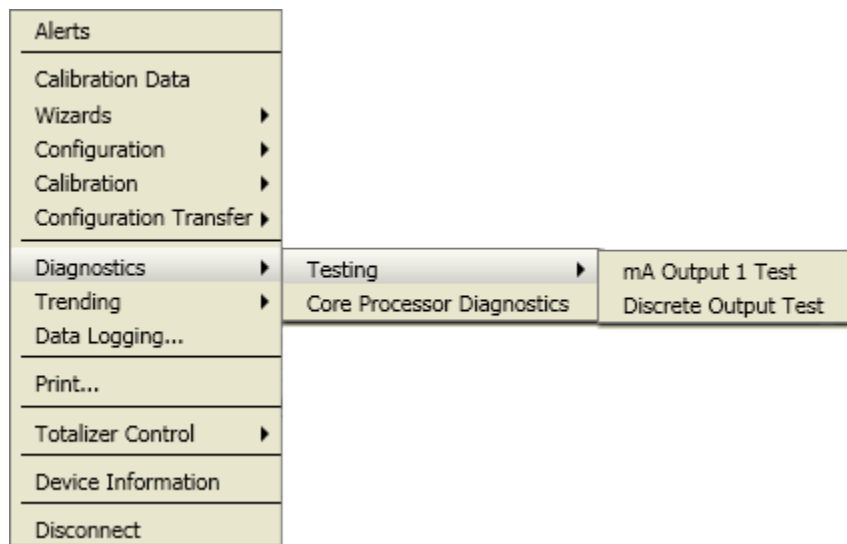 Alerts
Calibration Data
Wizards
Configuration
Calibration
Configuration Transfer
Diagnostics
Trending
Data Logging...
Print...
Totalizer Control
Device Information
Disconnect
Testing
Core Processor Diagnostics
mA Output 1 Test
Discrete Output Test